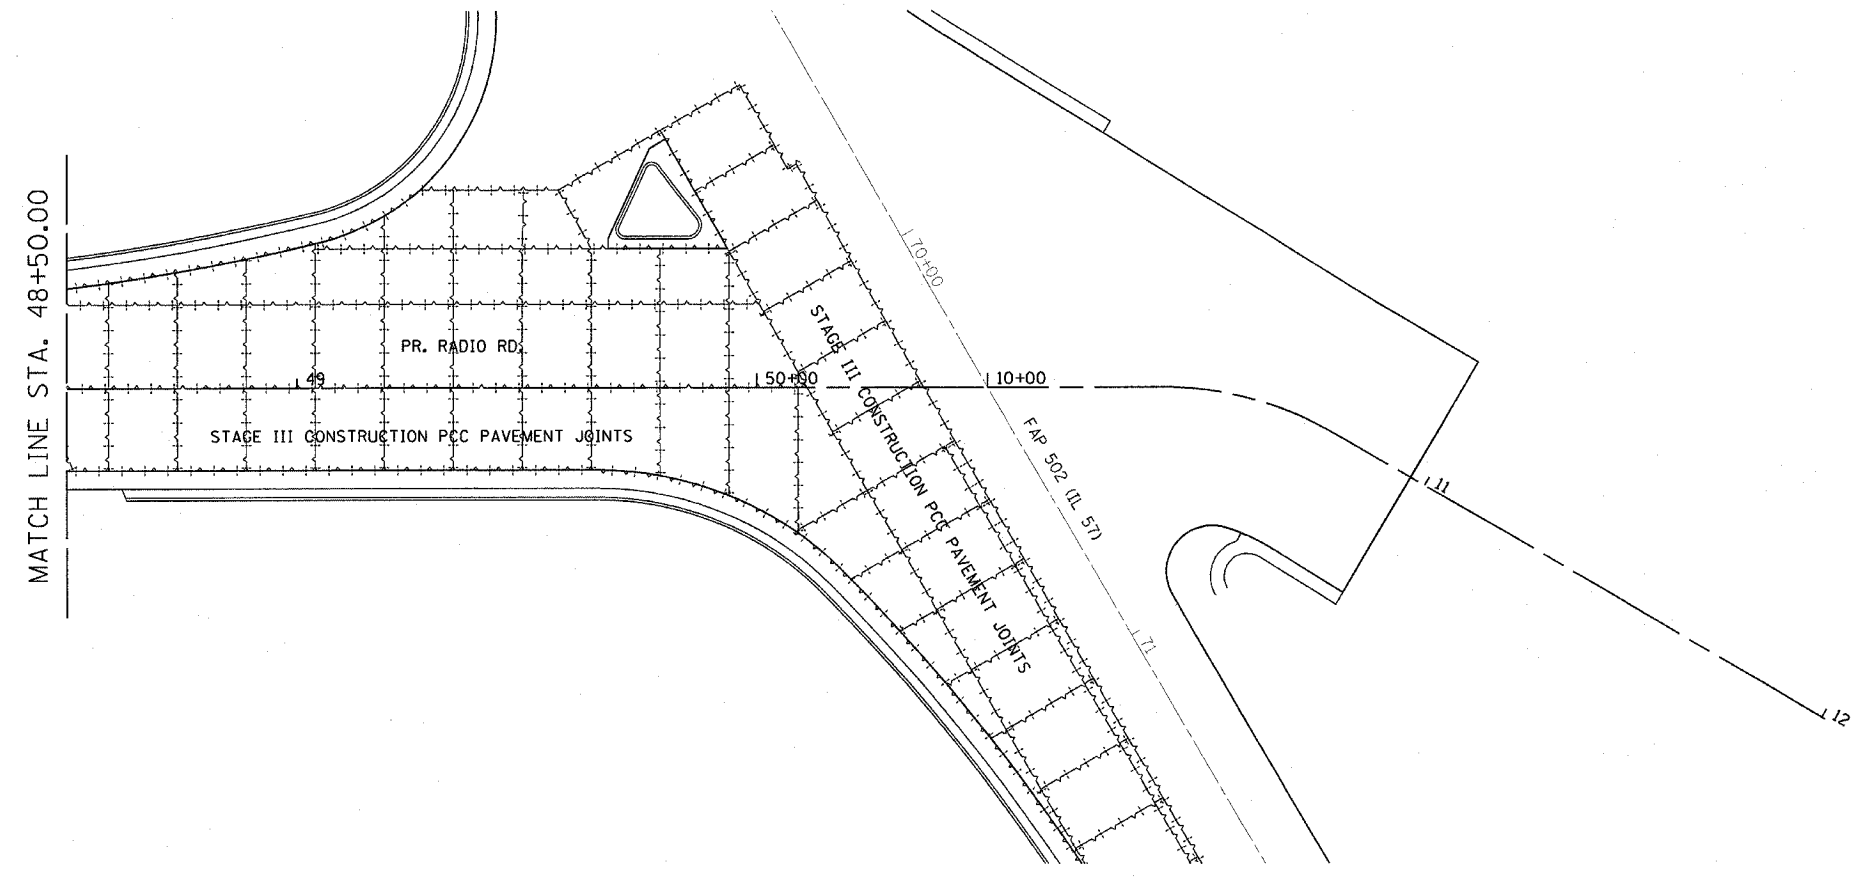 MATCH LINE STA. 48+50.00
PR. RADIO RD.
49
50+00
10+00
STAGE III CONSTRUCTION PCC PAVEMENT JOINTS
STAGE III CONSTRUCTION PCC PAVEMENT JOINTS
70+00
FAP 502 (IL 57)
71
11
12